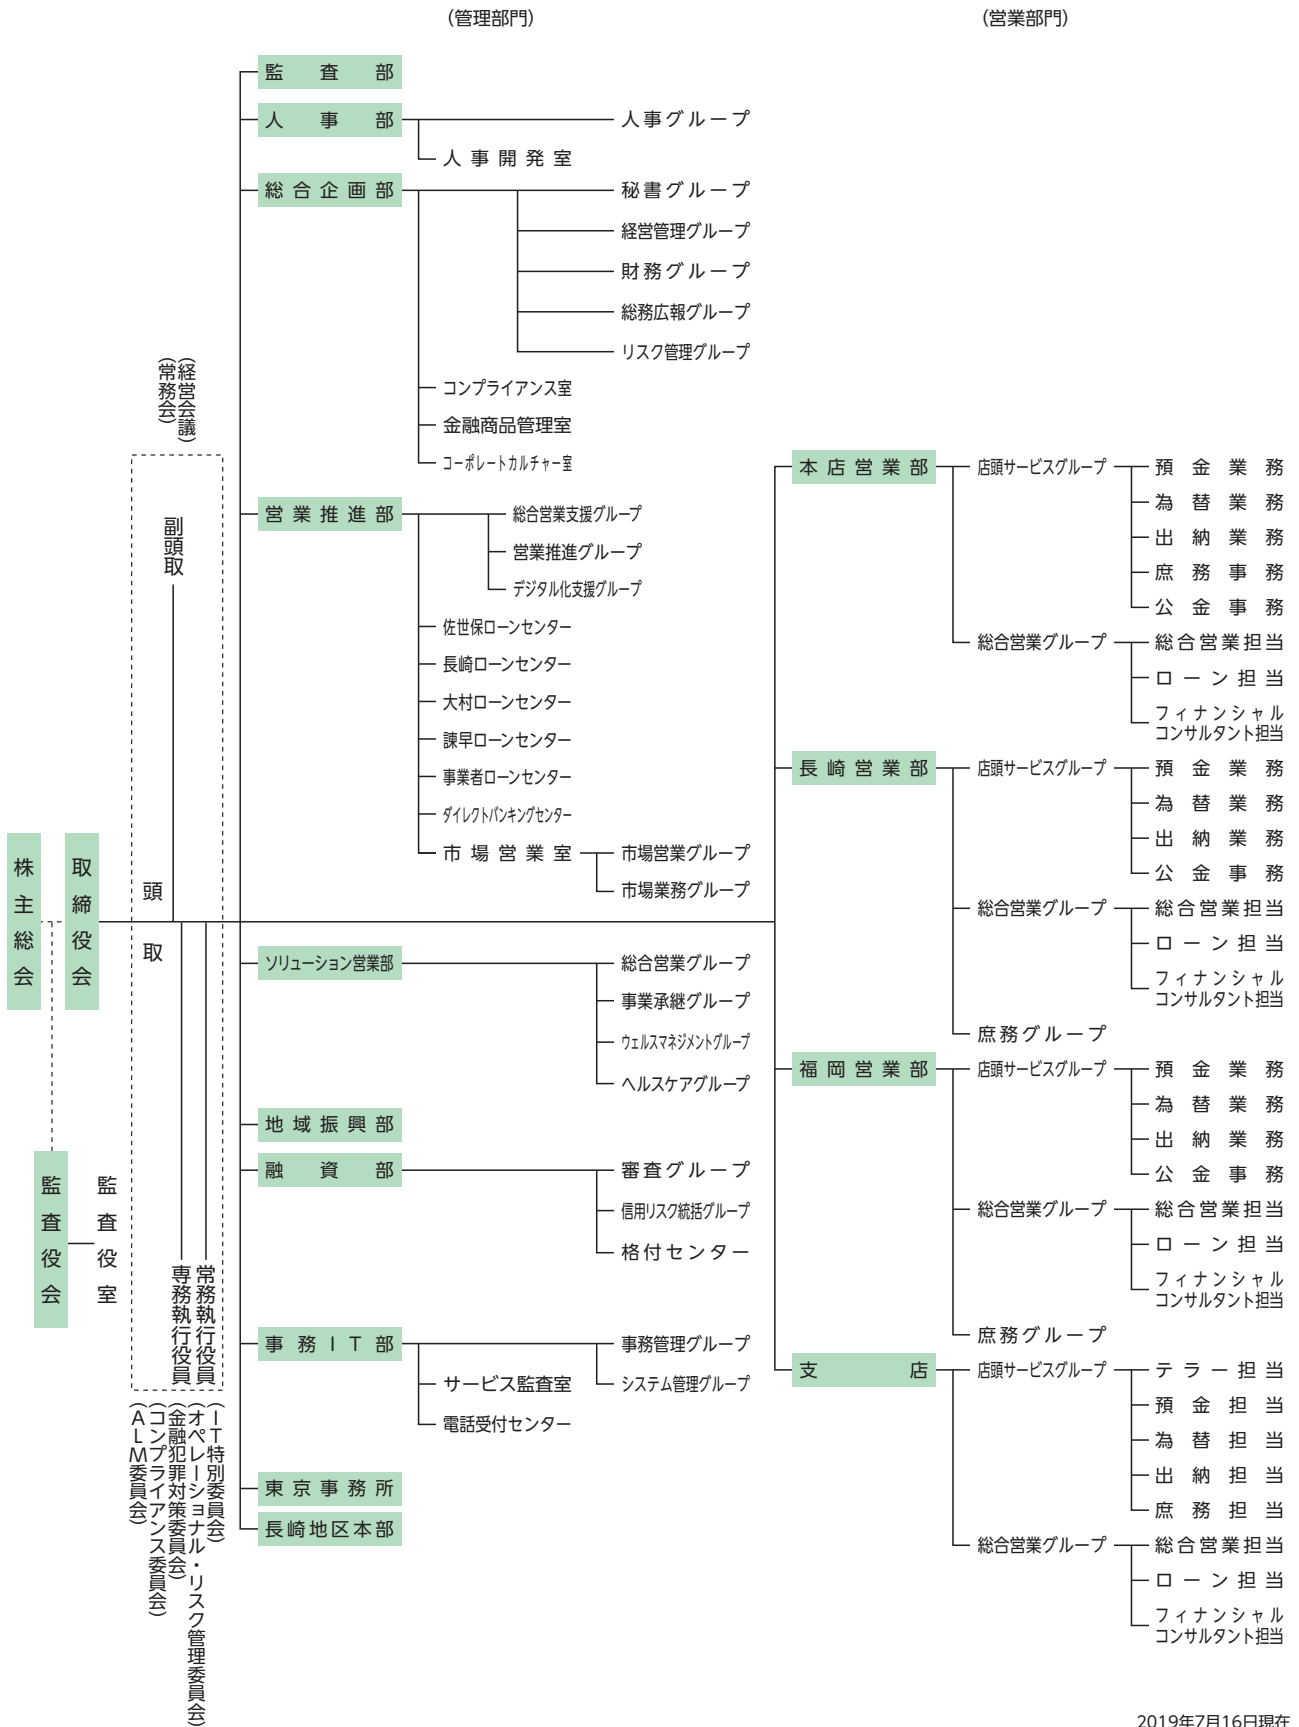 (管理部門)
(営業部門)
株主総会
取締役会
監査役会
監査役室
(経営会議)
(常務会)
副頭取
頭取
専務執行役員
常務執行役員
(IT特別委員会)
(オペレーショナル・リスク管理委員会)
(金融犯罪対策委員会)
(コンプライアンス委員会)
(ALM委員会)
監査部
人事部
人事グループ
人事開発室
総合企画部
秘書グループ
経営管理グループ
財務グループ
総務広報グループ
リスク管理グループ
コンプライアンス室
金融商品管理室
コーポレートカルチャー室
営業推進部
総合営業支援グループ
営業推進グループ
デジタル化支援グループ
佐世保ローンセンター
長崎ローンセンター
大村ローンセンター
諫早ローンセンター
事業者ローンセンター
ダイレクトバンキングセンター
市場営業室
市場営業グループ
市場業務グループ
ソリューション営業部
総合営業グループ
事業承継グループ
ウェルスマネジメントグループ
ヘルスケアグループ
地域振興部
融資部
審査グループ
信用リスク統括グループ
格付センター
事務IT部
事務管理グループ
システム管理グループ
サービス監査室
電話受付センター
東京事務所
長崎地区本部
本店営業部
店頭サービスグループ
預金業務
為替業務
出納業務
庶務事務
公金事務
総合営業グループ
総合営業担当
ローン担当
フィナンシャル
コンサルタント担当
長崎営業部
店頭サービスグループ
預金業務
為替業務
出納業務
公金事務
総合営業グループ
総合営業担当
ローン担当
フィナンシャル
コンサルタント担当
庶務グループ
福岡営業部
店頭サービスグループ
預金業務
為替業務
出納業務
公金事務
総合営業グループ
総合営業担当
ローン担当
フィナンシャル
コンサルタント担当
庶務グループ
支店
店頭サービスグループ
テラー担当
預金担当
為替担当
出納担当
庶務担当
総合営業グループ
総合営業担当
ローン担当
フィナンシャル
コンサルタント担当
2019年7月16日現在